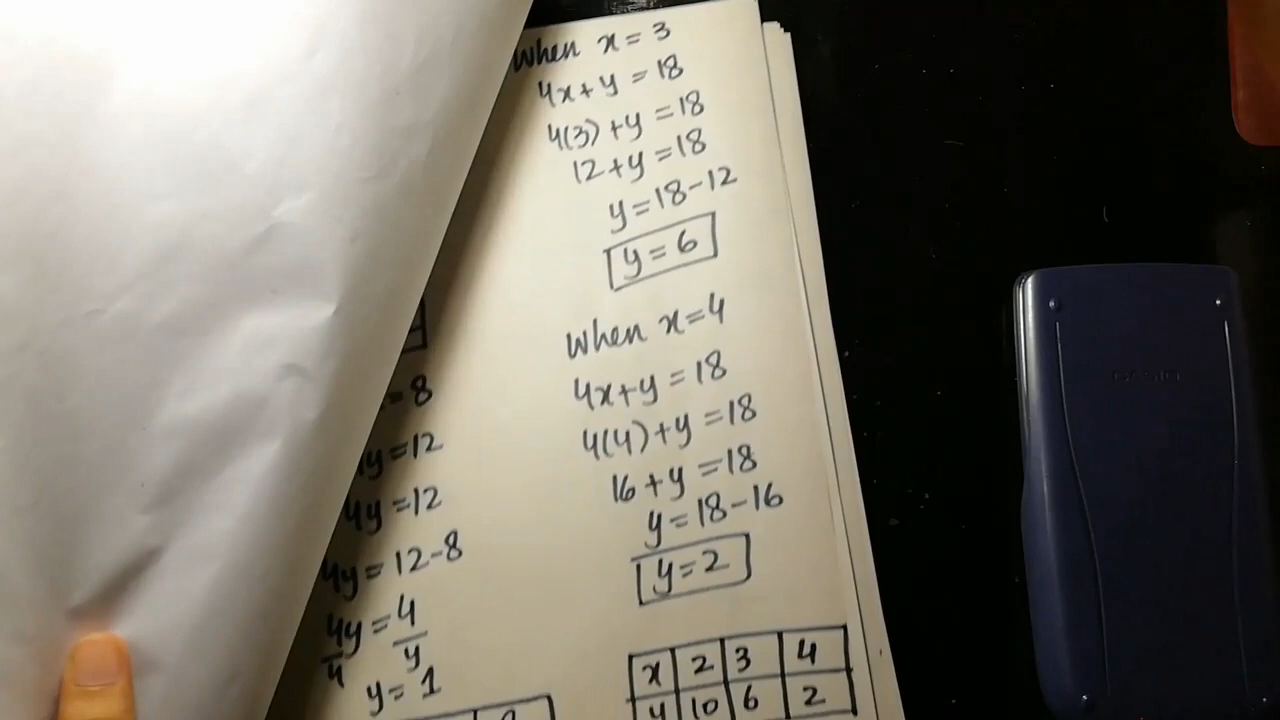 When x=3
4x+y=18
4(3)+y=18
12+y=18
y=18-12
y=6
When x=4
4x+y=18
4(4)+y=18
16+y=18
y=18-16
y=2
x 2 3 4
y 10 6 2
=8
y=12
4y=12
4y=12-8
4y/4=4/y
y=1
CASIO